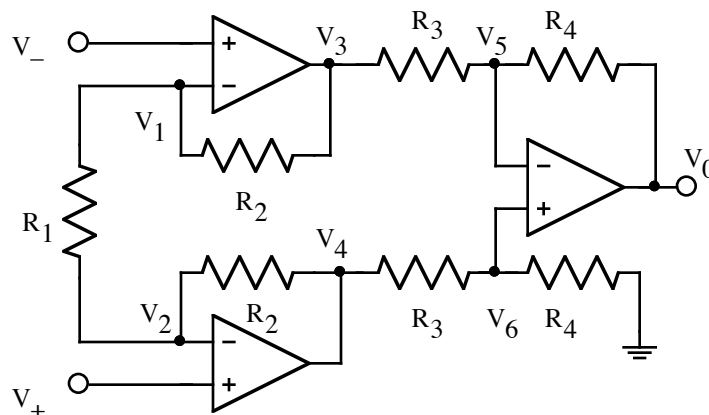 V_
V₃
R₃
V₅
R₄
+
−
V₁
R₂
V₀
−
+
R₁
V₂
V₄
R₂
R₃
V₆
R₄
−
+
V₊